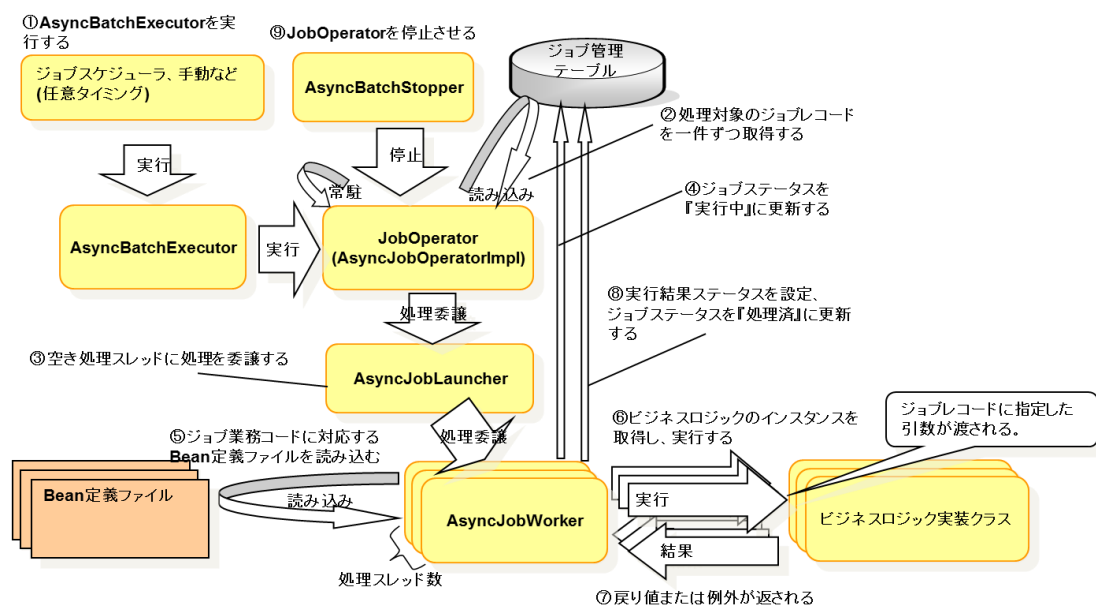 ①AsyncBatchExecutorを実
行する
ジョブスケジューラ、手動など
(任意タイミング)
⑨JobOperatorを停止させる
AsyncBatchStopper
ジョブ管理
テーブル
②処理対象のジョブレコード
を一件ずつ取得する
実行
停止
常駐
読み込み
④ジョブステータスを
『実行中』に更新する
AsyncBatchExecutor
実行
JobOperator
(AsyncJobOperatorImpl)
処理委譲
⑧実行結果ステータスを設定、
ジョブステータスを『処理済』に更新
する
③空き処理スレッドに処理を委譲する
AsyncJobLauncher
処理委譲
⑥ビジネスロジックのインスタンスを
取得し、実行する
ジョブレコードに指定した
引数が渡される。
⑤ジョブ業務コードに対応する
Bean定義ファイルを読み込む
Bean定義ファイル
読み込み
AsyncJobWorker
実行
ビジネスロジック実装クラス
結果
処理スレッド数
⑦戻り値または例外が返される